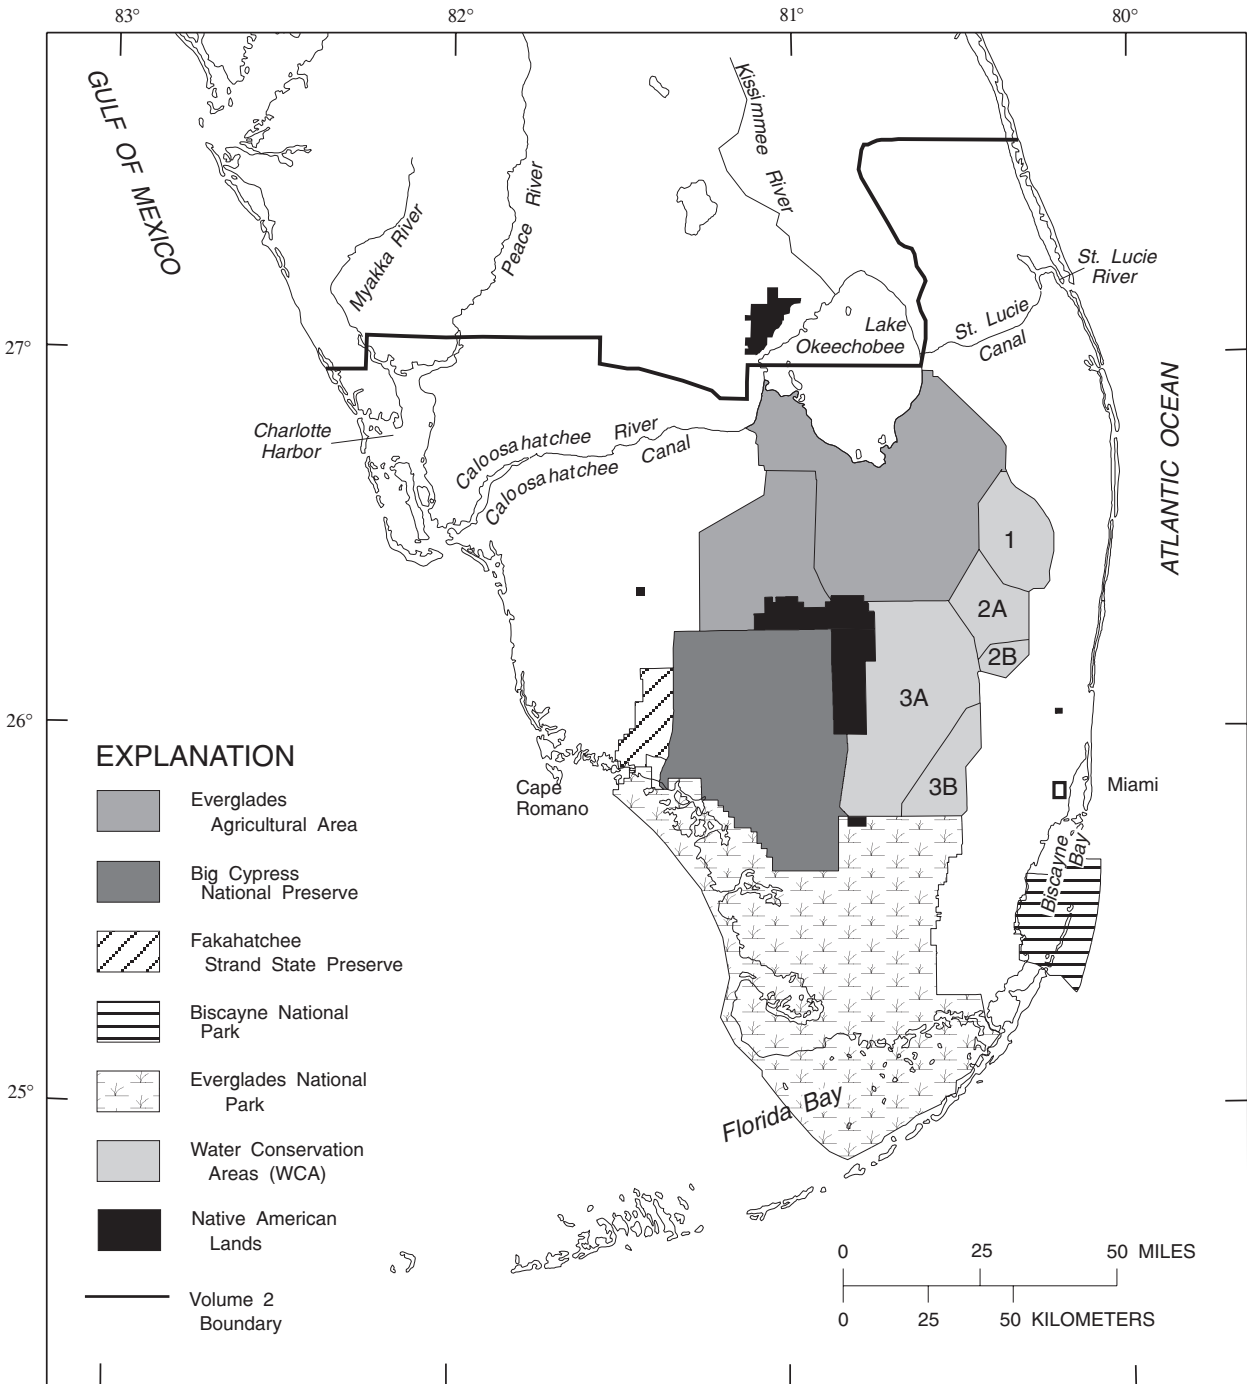 83°
82°
81°
80°
GULF OF MEXICO
Kissimmee River
Myakka River
Peace River
St. Lucie
River
Lake
Okeechobee
St. Lucie
Canal
27°
ATLANTIC OCEAN
Charlotte
Harbor
Caloosahatchee River
Caloosahatchee Canal
1
2A
2B
3A
26°
EXPLANATION
3B
Cape
Romano
Miami
Everglades
Agricultural Area
Biscayne
Bay
Big Cypress
National Preserve
Fakahatchee
Strand State Preserve
Biscayne National
Park
Everglades National
Park
25°
Florida Bay
Water Conservation
Areas (WCA)
Native American
Lands
Volume 2
Boundary
0 25 50 MILES
0 25 50 KILOMETERS